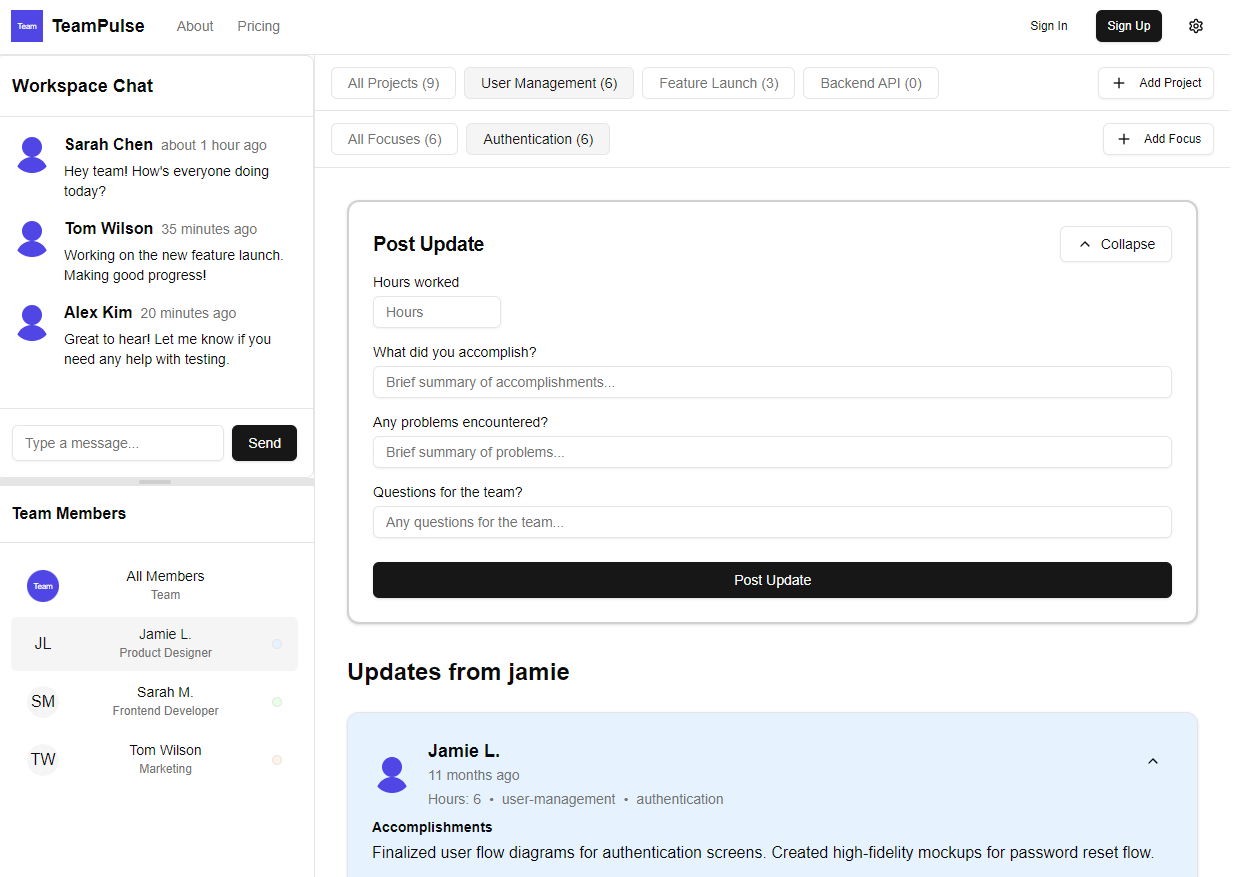 Team TeamPulse About Pricing Sign In Sign Up
Workspace Chat
Sarah Chen about 1 hour ago
Hey team! How's everyone doing
today?
Tom Wilson 35 minutes ago
Working on the new feature launch.
Making good progress!
Alex Kim 20 minutes ago
Great to hear! Let me know if you
need any help with testing.
Type a message...
Send
Team Members
Team
All Members
Team
JL
Jamie L.
Product Designer
SM
Sarah M.
Frontend Developer
TW
Tom Wilson
Marketing
All Projects (9) User Management (6) Feature Launch (3) Backend API (0) + Add Project
All Focuses (6) Authentication (6) + Add Focus
Post Update
Collapse
Hours worked
Hours
What did you accomplish?
Brief summary of accomplishments...
Any problems encountered?
Brief summary of problems...
Questions for the team?
Any questions for the team...
Post Update
Updates from jamie
Jamie L.
11 months ago
Hours: 6 • user-management • authentication
Accomplishments
Finalized user flow diagrams for authentication screens. Created high-fidelity mockups for password reset flow.